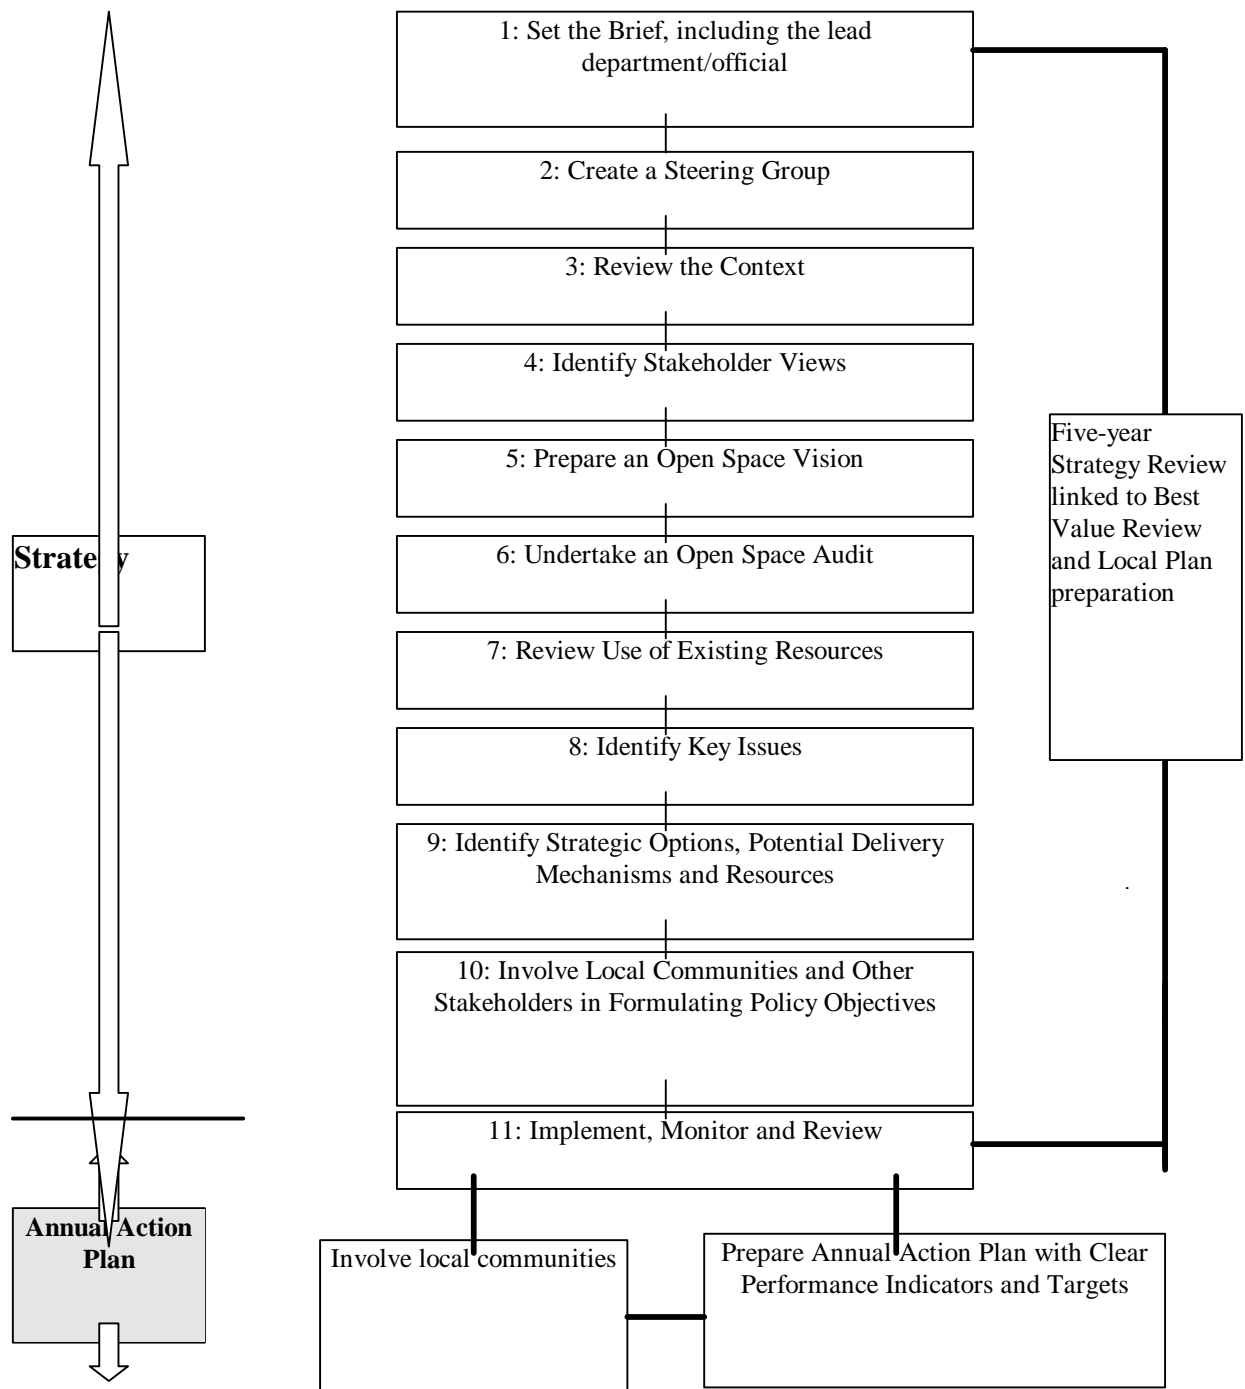 1: Set the Brief, including the lead
department/official
2: Create a Steering Group
3: Review the Context
4: Identify Stakeholder Views
5: Prepare an Open Space Vision
6: Undertake an Open Space Audit
7: Review Use of Existing Resources
8: Identify Key Issues
9: Identify Strategic Options, Potential Delivery
Mechanisms and Resources
10: Involve Local Communities and Other
Stakeholders in Formulating Policy Objectives
11: Implement, Monitor and Review
Involve local communities
Prepare Annual Action Plan with Clear
Performance Indicators and Targets
Five-year
Strategy Review
linked to Best
Value Review
and Local Plan
preparation
Strategy
Annual Action
Plan